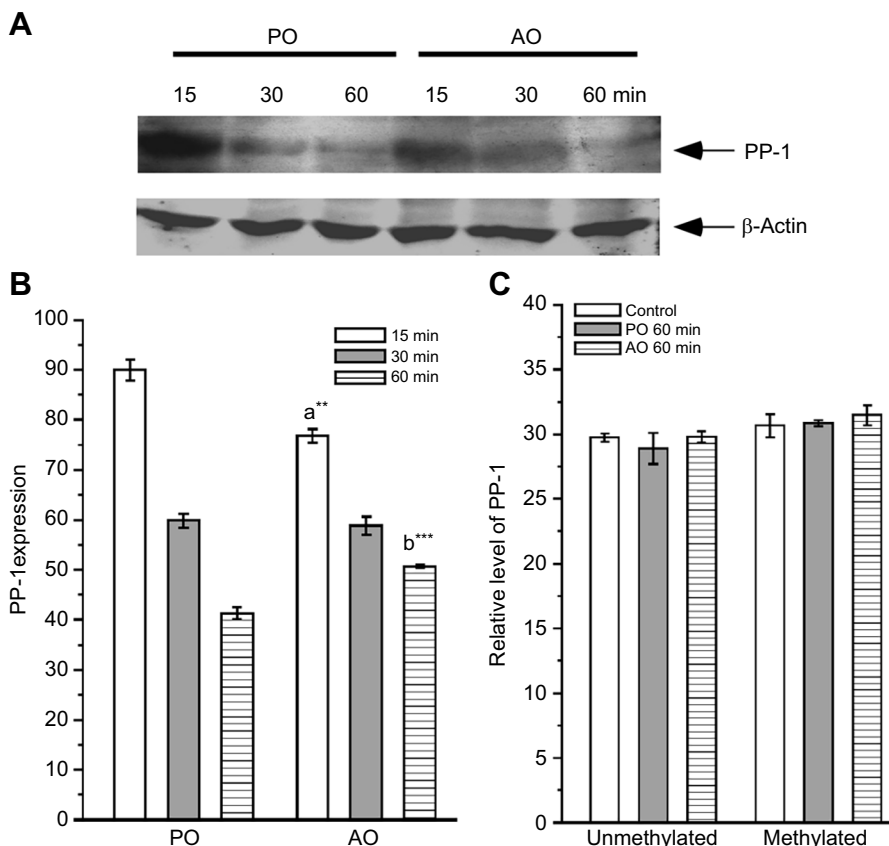 A
PO AO
15 30 60 15 30 60 min
PP-1
β-Actin
B
100
90
80
70
60
50
40
30
20
10
0
PP-1expression
15 min
30 min
60 min
a**
b***
PO AO
C
40
35
30
25
20
15
10
5
0
Relative level of PP-1
Control
PO 60 min
AO 60 min
Unmethylated Methylated